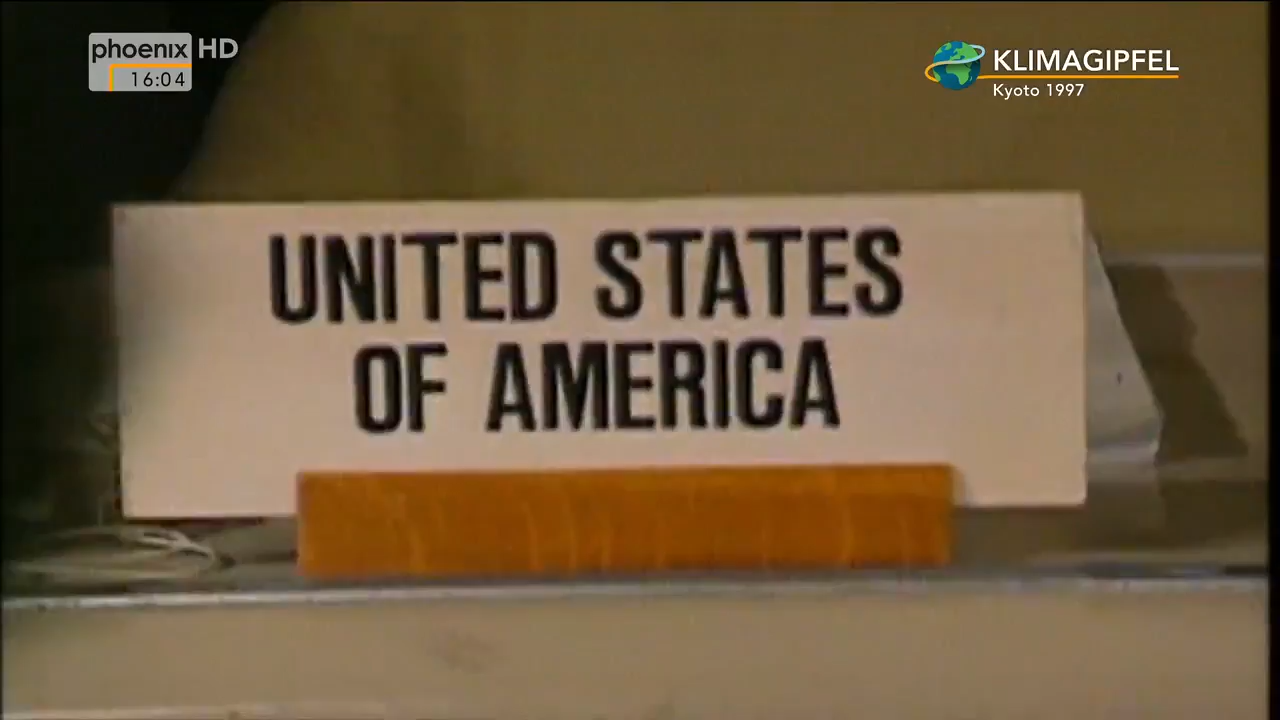 phoenix HD
16:04
KLIMAGIPFEL
Kyoto 1997
UNITED STATES
OF AMERICA